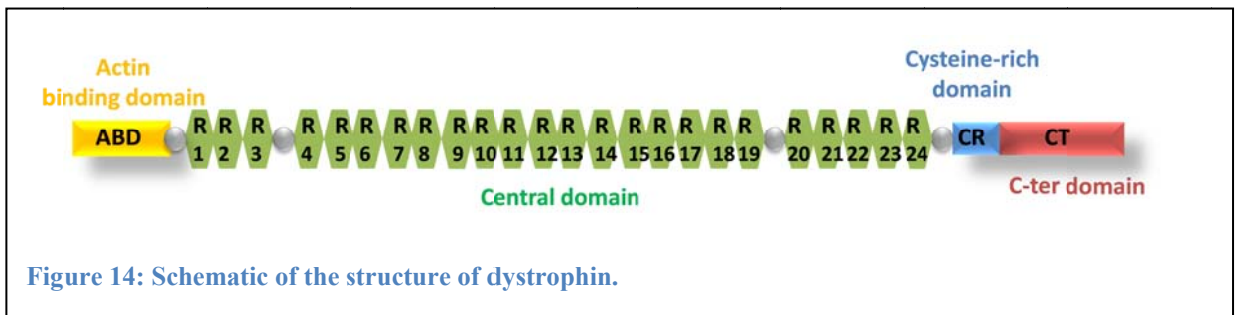 Actin
binding domain
Cysteine-rich
domain
ABD R R R R R R R R R R R R R R R R R R R R R R R R CR CT
1 2 3 4 5 6 7 8 9 10 11 12 13 14 15 16 17 18 19 20 21 22 23 24
Central domain
C-ter domain
Figure 14: Schematic of the structure of dystrophin.